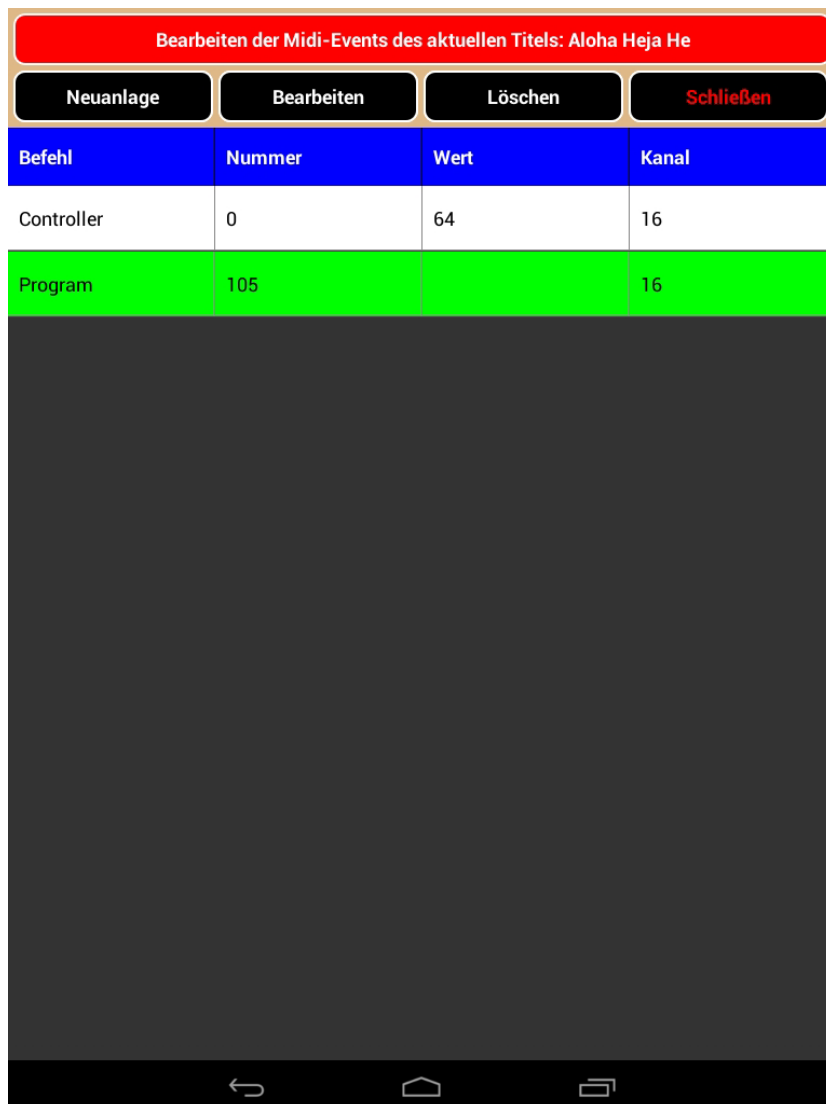 Bearbeiten der Midi-Events des aktuellen Titels: Aloha Heja He
Neuanlage Bearbeiten Löschen Schließen
Befehl Nummer Wert Kanal
Controller 0 64 16
Program 105 16